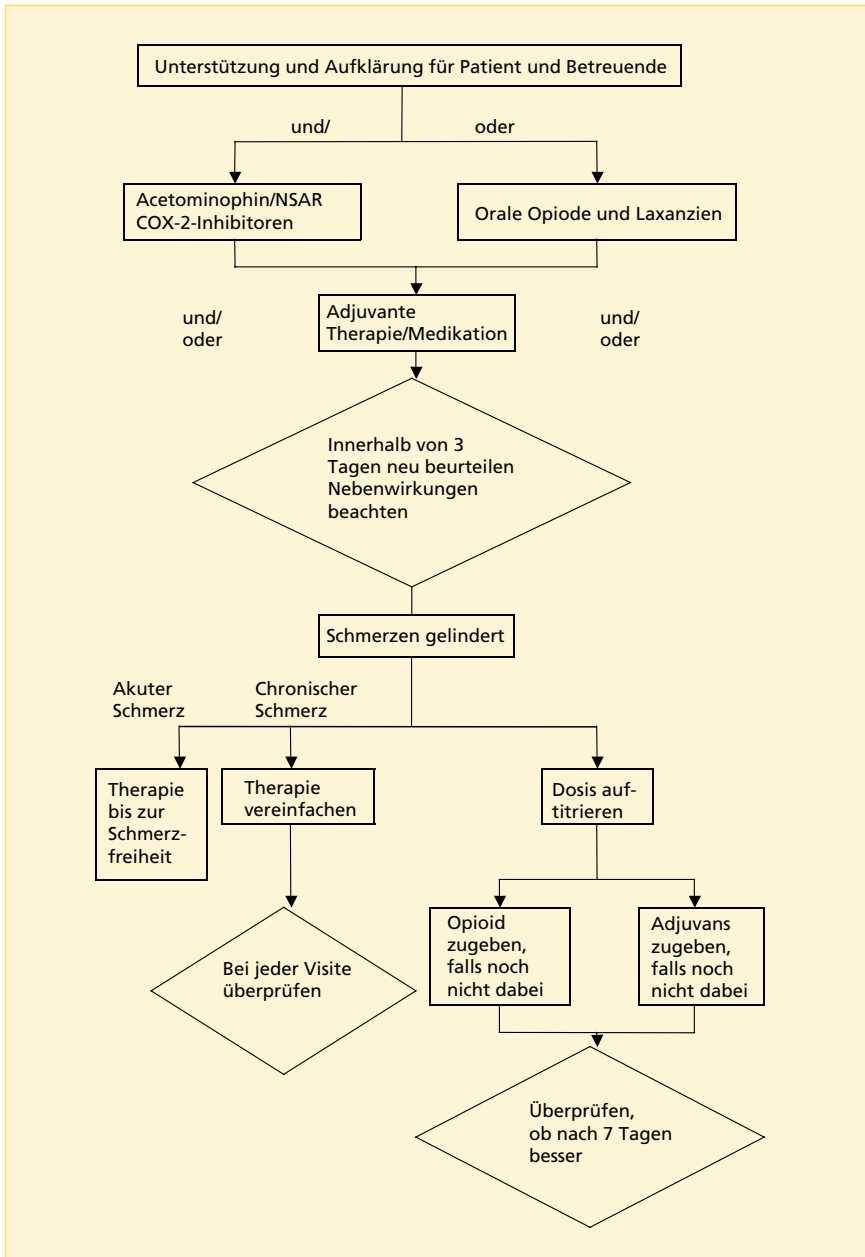 Unterstützung und Aufklärung für Patient und Betreuende
und/
oder
Acetominophin/NSAR
COX-2-Inhibitoren
Orale Opiode und Laxanzien
und/
oder
Adjuvante
Therapie/Medikation
und/
oder
Innerhalb von 3
Tagen neu beurteilen
Nebenwirkungen
beachten
Schmerzen gelindert
Akuter
Schmerz
Chronischer
Schmerz
Therapie
bis zur
Schmerz-
freiheit
Therapie
vereinfachen
Dosis auf-
titrieren
Bei jeder Visite
überprüfen
Opioid
zugeben,
falls noch
nicht dabei
Adjuvans
zugeben,
falls noch
nicht dabei
Überprüfen,
ob nach 7 Tagen
besser